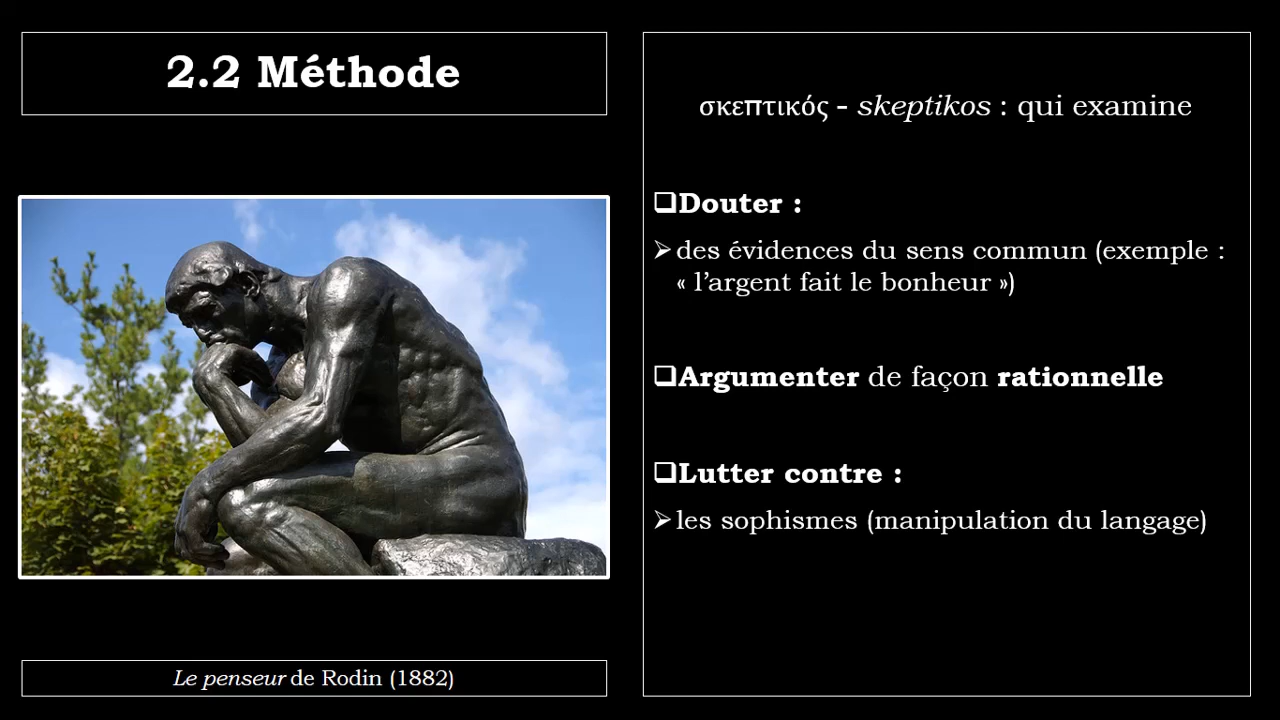 2.2 Méthode
Le penseur de Rodin (1882)
σκεπτικός - skeptikos : qui examine
❑Douter :
➢des évidences du sens commun (exemple :
« l’argent fait le bonheur »)
❑Argumenter de façon rationnelle
❑Lutter contre :
➢les sophismes (manipulation du langage)